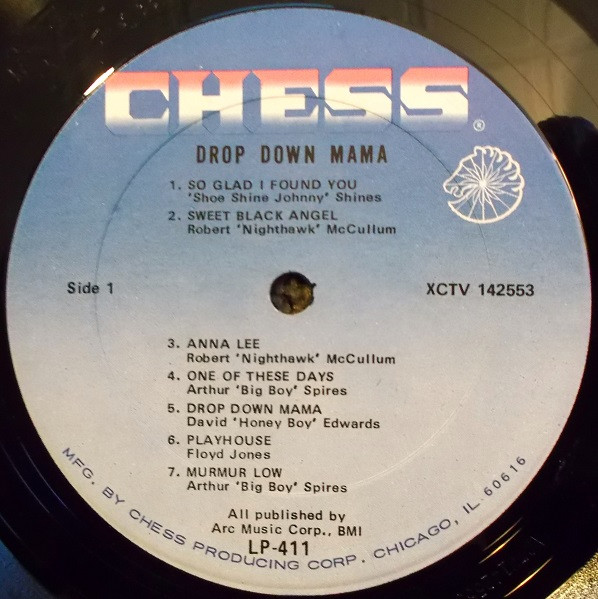 CHESS ®
DROP DOWN MAMA
1. SO GLAD I FOUND YOU
'Shoe Shine Johnny' Shines
2. SWEET BLACK ANGEL
Robert 'Nighthawk' McCullum
Side 1
XCTV 142553
3. ANNA LEE
Robert 'Nighthawk' McCullum
4. ONE OF THESE DAYS
Arthur 'Big Boy' Spires
5. DROP DOWN MAMA
David 'Honey Boy' Edwards
6. PLAYHOUSE
Floyd Jones
7. MURMUR LOW
Arthur 'Big Boy' Spires
All published by
Arc Music Corp., BMI
LP-411
MFG. BY CHESS PRODUCING CORP. CHICAGO, IL 60616